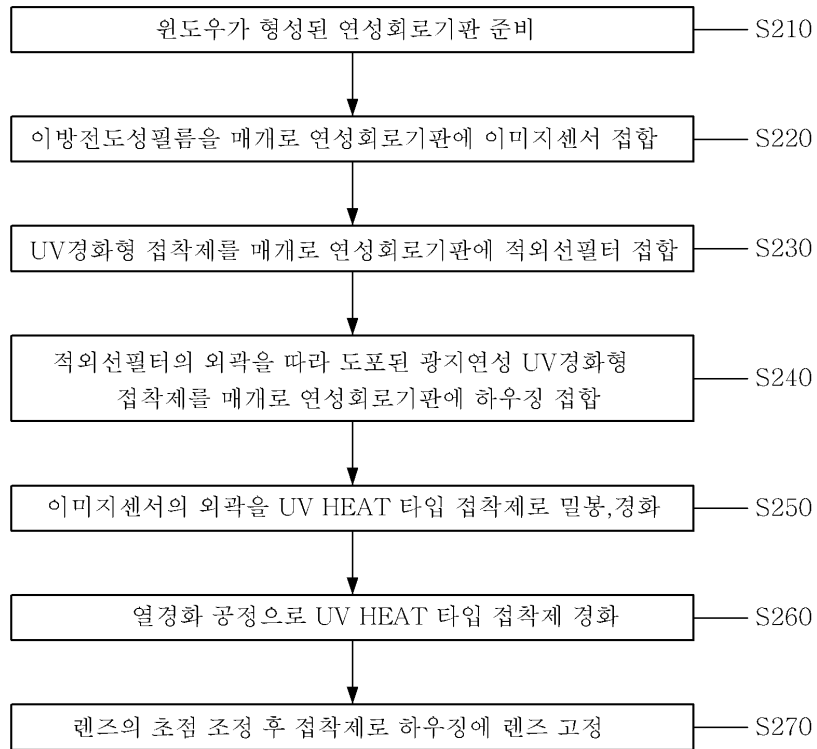 윈도우가 형성된 연성회로기판 준비 S210
이방전도성필름을 매개로 연성회로기판에 이미지센서 접합 S220
UV경화형 접착제를 매개로 연성회로기판에 적외선필터 접합 S230
적외선필터의 외곽을 따라 도포된 광지연성 UV경화형
접착제를 매개로 연성회로기판에 하우징 접합 S240
이미지센서의 외곽을 UV HEAT 타입 접착제로 밀봉,경화 S250
열경화 공정으로 UV HEAT 타입 접착제 경화 S260
렌즈의 초점 조정 후 접착제로 하우징에 렌즈 고정 S270